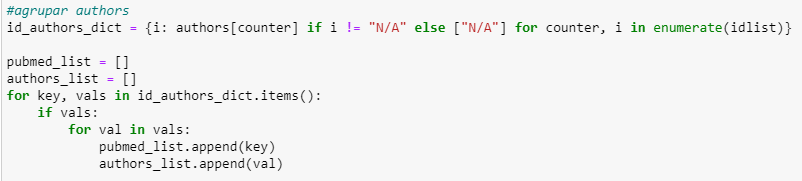 #agrupar authors
id_authors_dict = {i: authors[counter] if i != "N/A" else ["N/A"] for counter, i in enumerate(idlist)}

pubmed_list = []
authors_list = []
for key, vals in id_authors_dict.items():
    if vals:
        for val in vals:
            pubmed_list.append(key)
            authors_list.append(val)